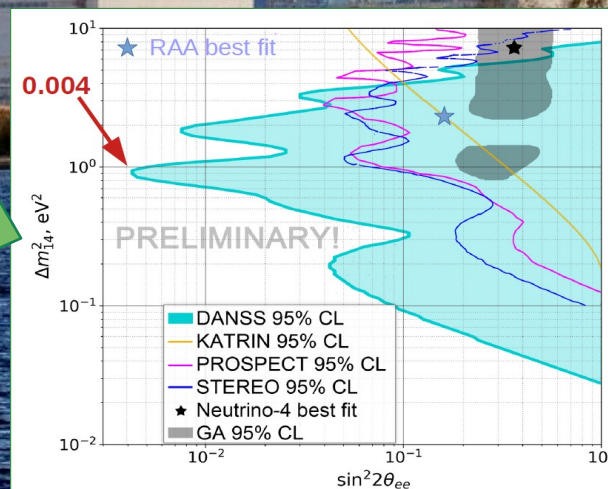 10¹
RAA best fit
0.004
10⁰
Δm²₁₄, eV²
PRELIMINARY!
10⁻¹
DANSS 95% CL
KATRIN 95% CL
PROSPECT 95% CL
STEREO 95% CL
Neutrino-4 best fit
GA 95% CL
10⁻²
10⁻²
10⁻¹
10⁰
sin²2θₑₑ